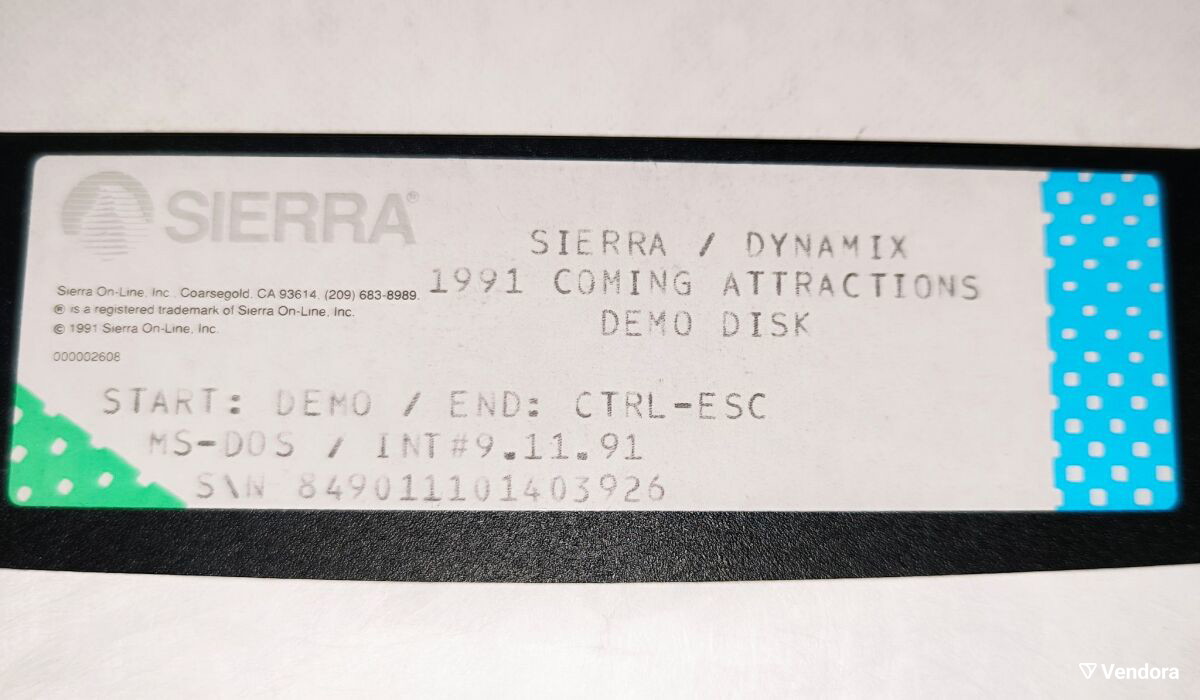 SIERRA®
SIERRA / DYNAMIX
1991 COMING ATTRACTIONS
DEMO DISK
Sierra On-Line, Inc. Coarsegold, CA 93614, (209) 683-8989.
® is a registered trademark of Sierra On-Line, Inc.
© 1991 Sierra On-Line, Inc.
000002608
START: DEMO / END: CTRL-ESC
MS-DOS / INT#9.11.91
S\N 849011101403926
Vendora